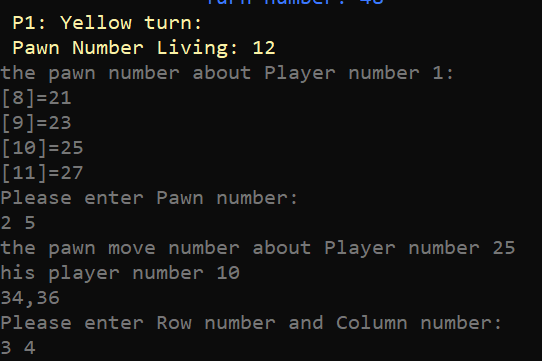 Turn number: 40
P1: Yellow turn:
Pawn Number Living: 12
the pawn number about Player number 1:
[8]=21
[9]=23
[10]=25
[11]=27
Please enter Pawn number:
2 5
the pawn move number about Player number 25
his player number 10
34,36
Please enter Row number and Column number:
3 4